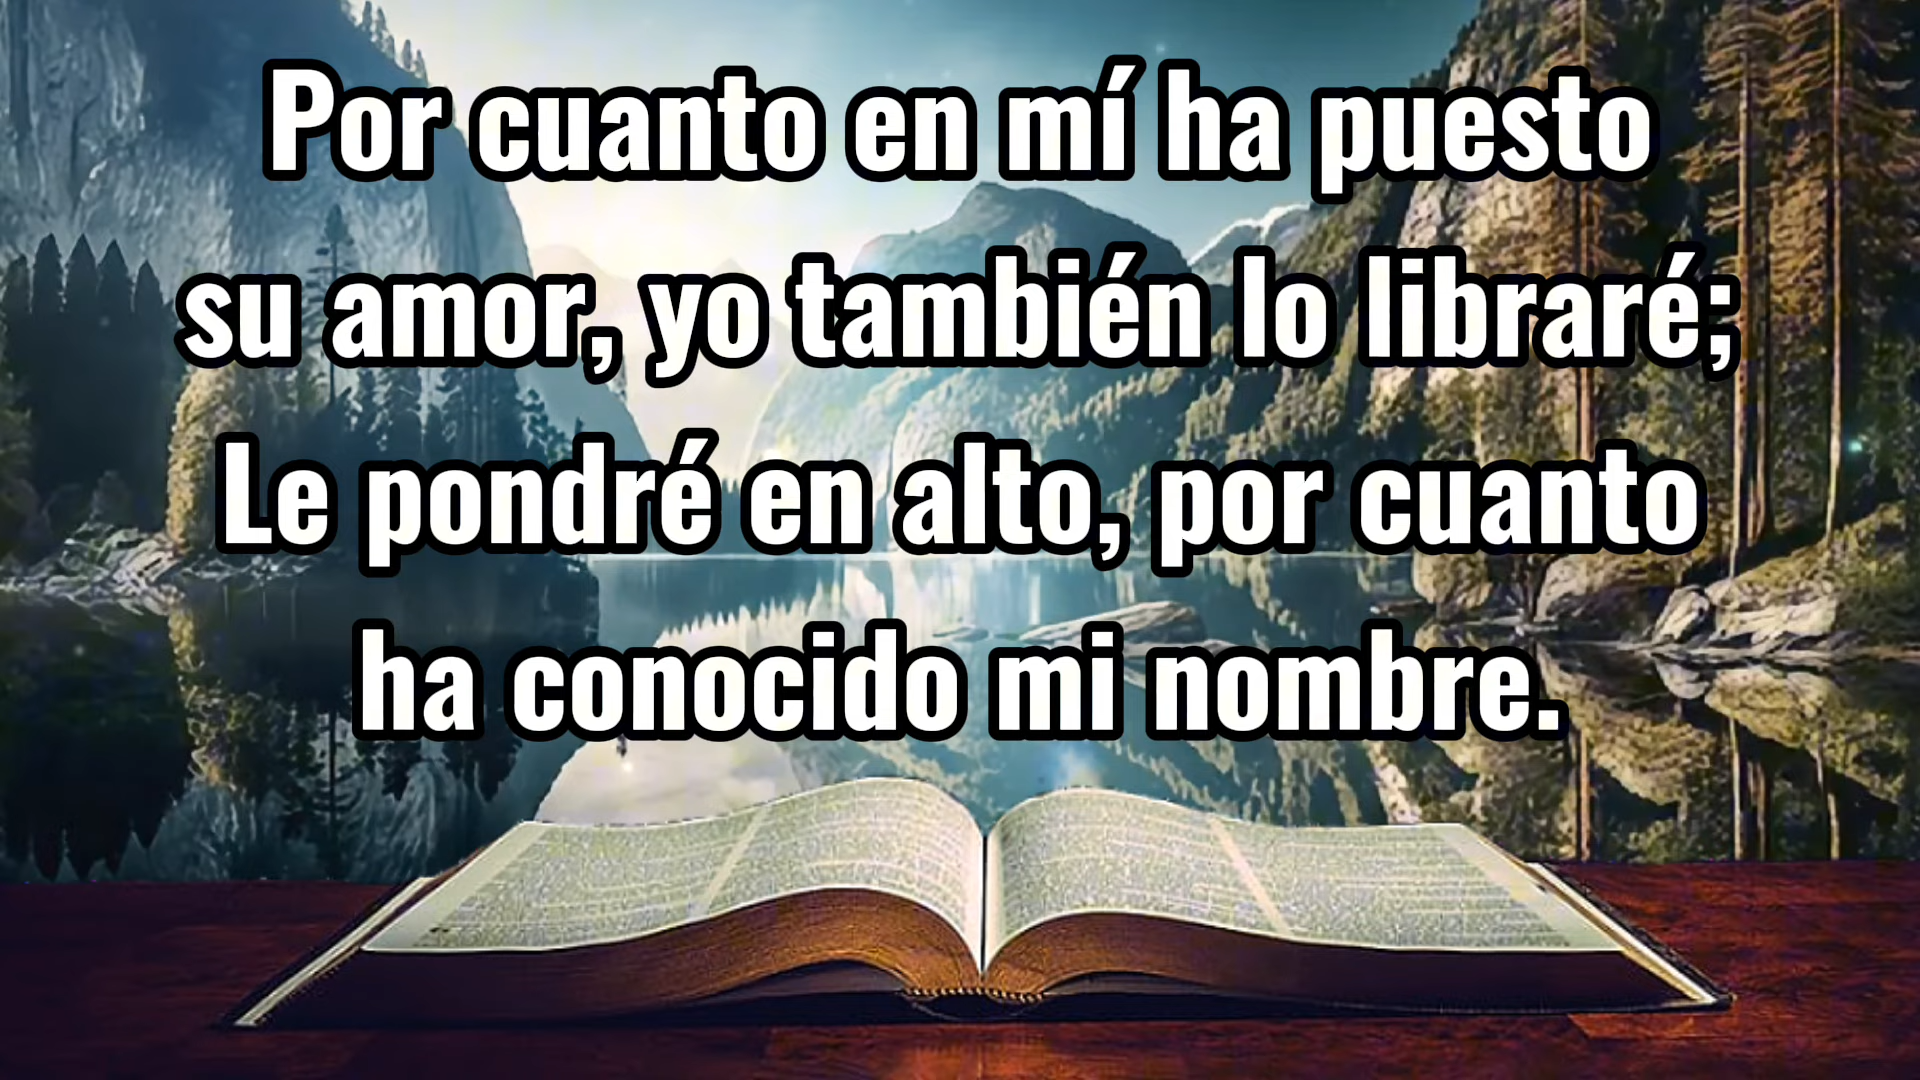 Por cuanto en mí ha puesto
su amor, yo también lo libraré;
Le pondré en alto, por cuanto
ha conocido mi nombre.